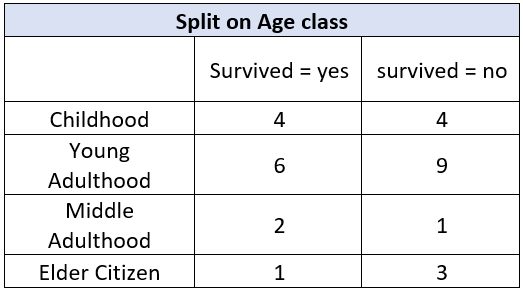 Split on Age class
Survived = yes survived = no
Childhood 4 4
Young
Adulthood 6 9
Middle
Adulthood 2 1
Elder Citizen 1 3